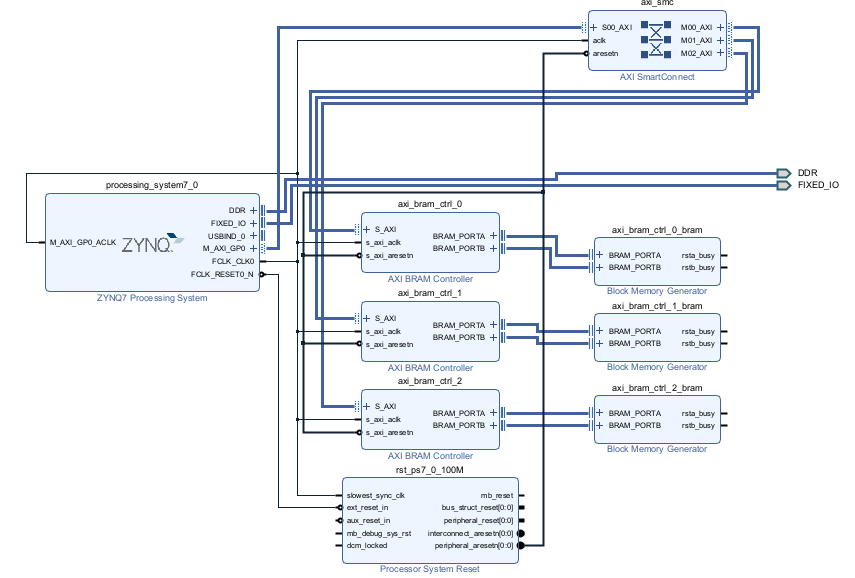 axi_smc
S00_AXI
aclk
aresetn
M00_AXI
M01_AXI
M02_AXI
AXI SmartConnect
DDR
FIXED_IO
processing_system7_0
M_AXI_GP0_ACLK
ZYNQ
DDR
FIXED_IO
USBIND_0
M_AXI_GP0
FCLK_CLK0
FCLK_RESET0_N
ZYNQ7 Processing System
axi_bram_ctrl_0
S_AXI
s_axi_aclk
s_axi_aresetn
BRAM_PORTA
BRAM_PORTB
AXI BRAM Controller
axi_bram_ctrl_0_bram
BRAM_PORTA
BRAM_PORTB
rsta_busy
rstb_busy
Block Memory Generator
axi_bram_ctrl_1
S_AXI
s_axi_aclk
s_axi_aresetn
BRAM_PORTA
BRAM_PORTB
AXI BRAM Controller
axi_bram_ctrl_1_bram
BRAM_PORTA
BRAM_PORTB
rsta_busy
rstb_busy
Block Memory Generator
axi_bram_ctrl_2
S_AXI
s_axi_aclk
s_axi_aresetn
BRAM_PORTA
BRAM_PORTB
AXI BRAM Controller
axi_bram_ctrl_2_bram
BRAM_PORTA
BRAM_PORTB
rsta_busy
rstb_busy
Block Memory Generator
rst_ps7_0_100M
slowest_sync_clk
ext_reset_in
aux_reset_in
mb_debug_sys_rst
dcm_locked
mb_reset
bus_struct_reset[0:0]
peripheral_reset[0:0]
interconnect_aresetn[0:0]
peripheral_aresetn[0:0]
Processor System Reset